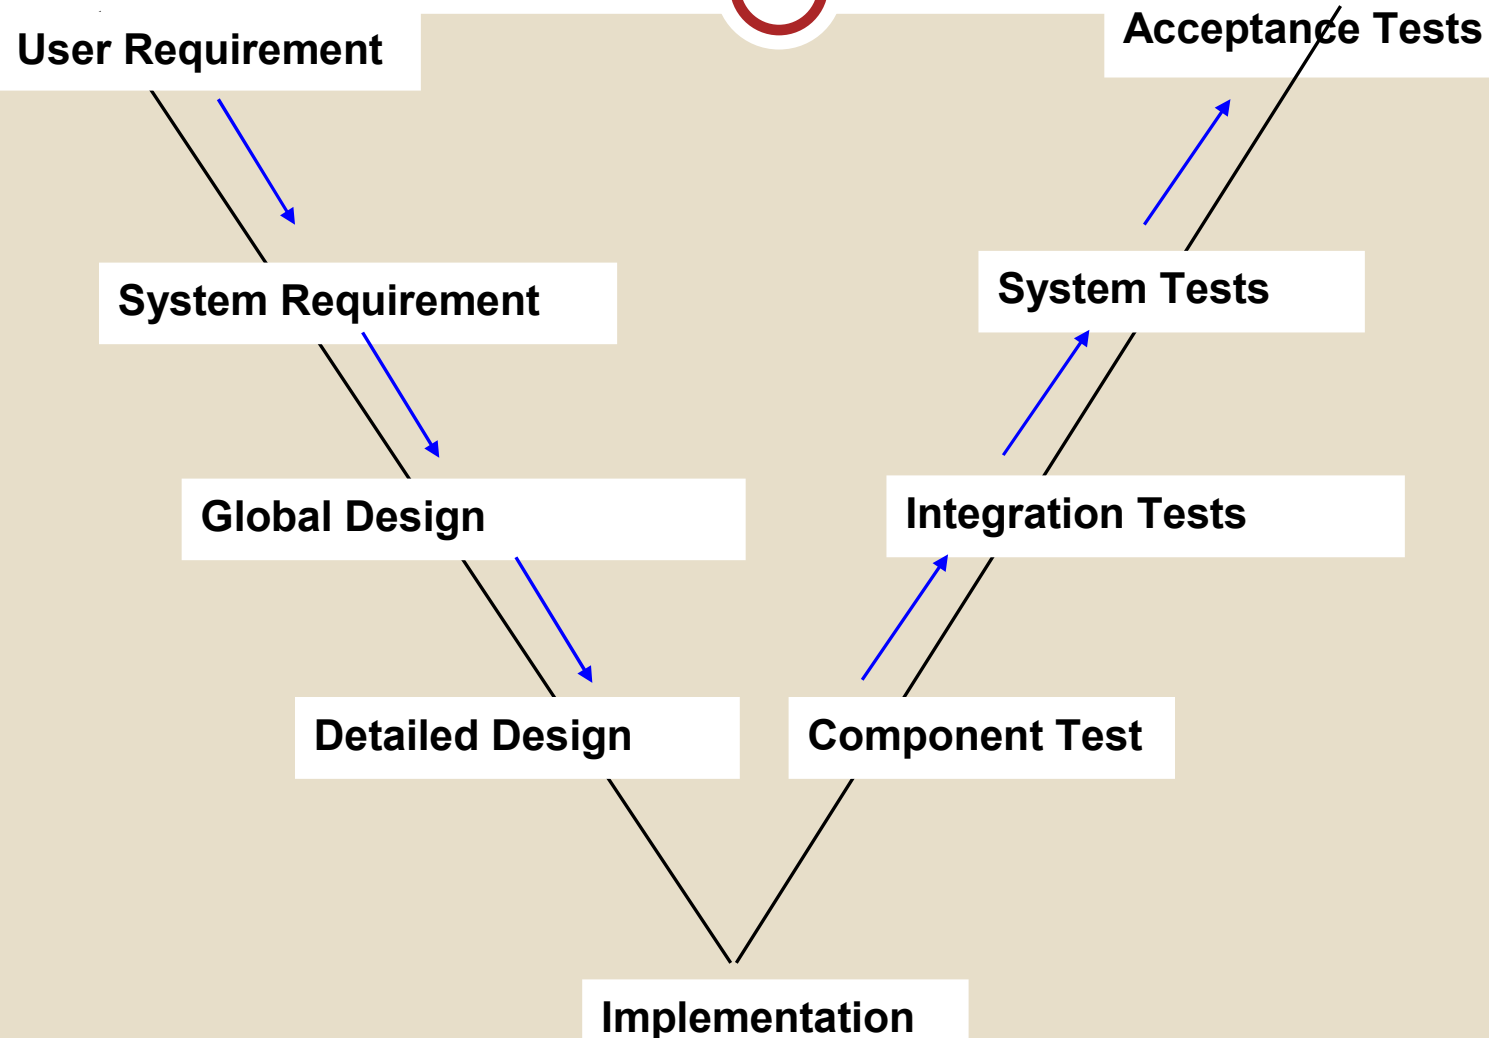 User Requirement
Acceptance Tests
System Requirement
System Tests
Global Design
Integration Tests
Detailed Design
Component Test
Implementation